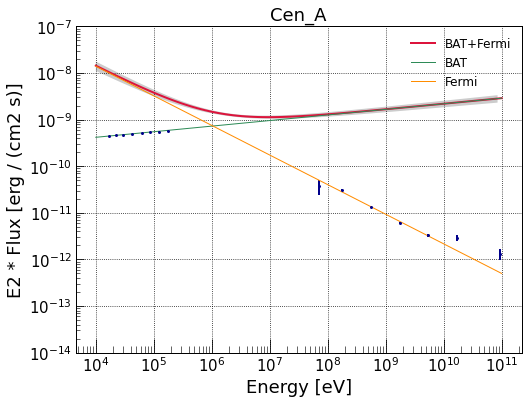 Cen_A
BAT+Fermi
BAT
Fermi
10^-7
10^-8
10^-9
10^-10
10^-11
10^-12
10^-13
10^-14
E2 * Flux [erg / (cm2 s)]
10^4 10^5 10^6 10^7 10^8 10^9 10^10 10^11
Energy [eV]